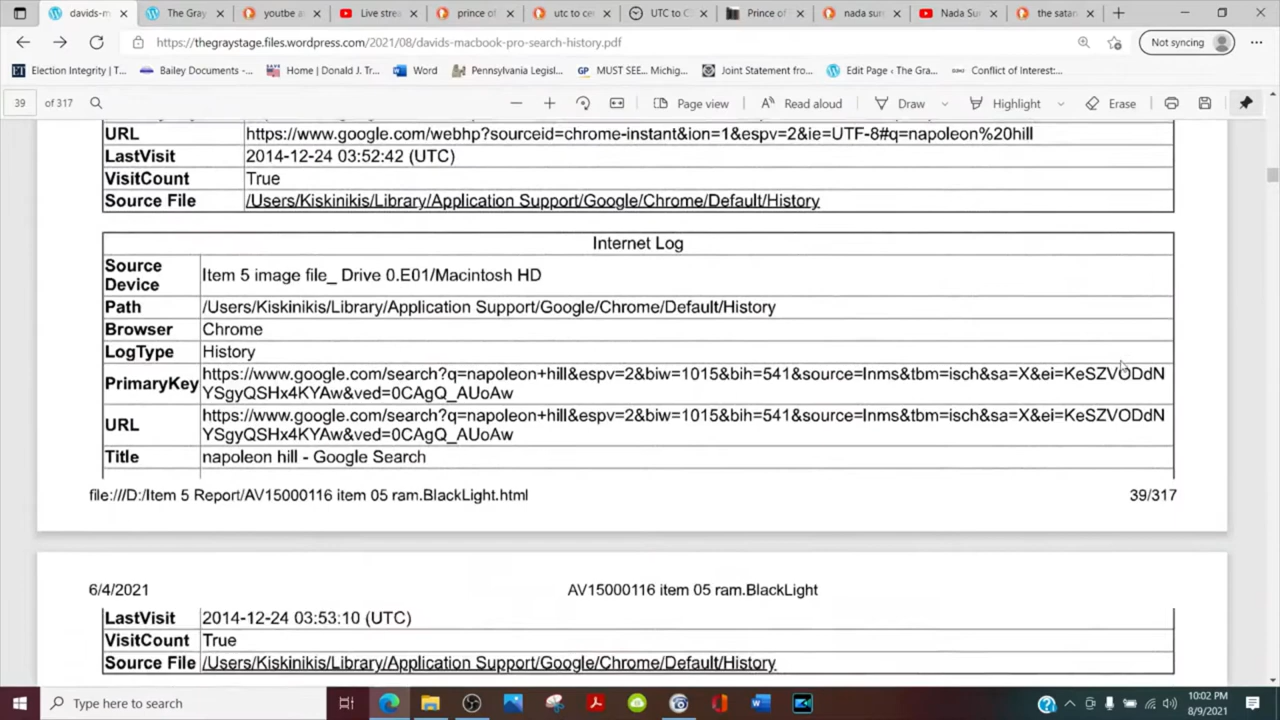 davids-m
The Gray
youtbe a
Live strea
prince of
utc to ce
UTC to C
Prince of
nada sur
Nada Su
the satar
https://thegraystage.files.wordpress.com/2021/08/davids-macbook-pro-search-history.pdf
Not syncing
Election Integrity | T...
Bailey Documents -...
Home | Donald J. Tr...
Word
Pennsylvania Legisl...
MUST SEE... Michig...
Joint Statement fro...
Edit Page ‹ The Gra...
Conflict of Interest:...
39 of 317
Page view
Read aloud
Draw
Highlight
Erase
URL https://www.google.com/webhp?sourceid=chrome-instant&ion=1&espv=2&ie=UTF-8#q=napoleon%20hill
LastVisit 2014-12-24 03:52:42 (UTC)
VisitCount True
Source File /Users/Kiskinikis/Library/Application Support/Google/Chrome/Default/History
Internet Log
Source Device Item 5 image file_ Drive 0.E01/Macintosh HD
Path /Users/Kiskinikis/Library/Application Support/Google/Chrome/Default/History
Browser Chrome
LogType History
PrimaryKey https://www.google.com/search?q=napoleon+hill&espv=2&biw=1015&bih=541&source=lnms&tbm=isch&sa=X&ei=KeSZVODdN
YSgyQSHx4KYAw&ved=0CAgQ_AUoAw
URL https://www.google.com/search?q=napoleon+hill&espv=2&biw=1015&bih=541&source=lnms&tbm=isch&sa=X&ei=KeSZVODdN
YSgyQSHx4KYAw&ved=0CAgQ_AUoAw
Title napoleon hill - Google Search
file:///D:/Item 5 Report/AV15000116 item 05 ram.BlackLight.html 39/317
6/4/2021 AV15000116 item 05 ram.BlackLight
LastVisit 2014-12-24 03:53:10 (UTC)
VisitCount True
Source File /Users/Kiskinikis/Library/Application Support/Google/Chrome/Default/History
Type here to search
10:02 PM
8/9/2021